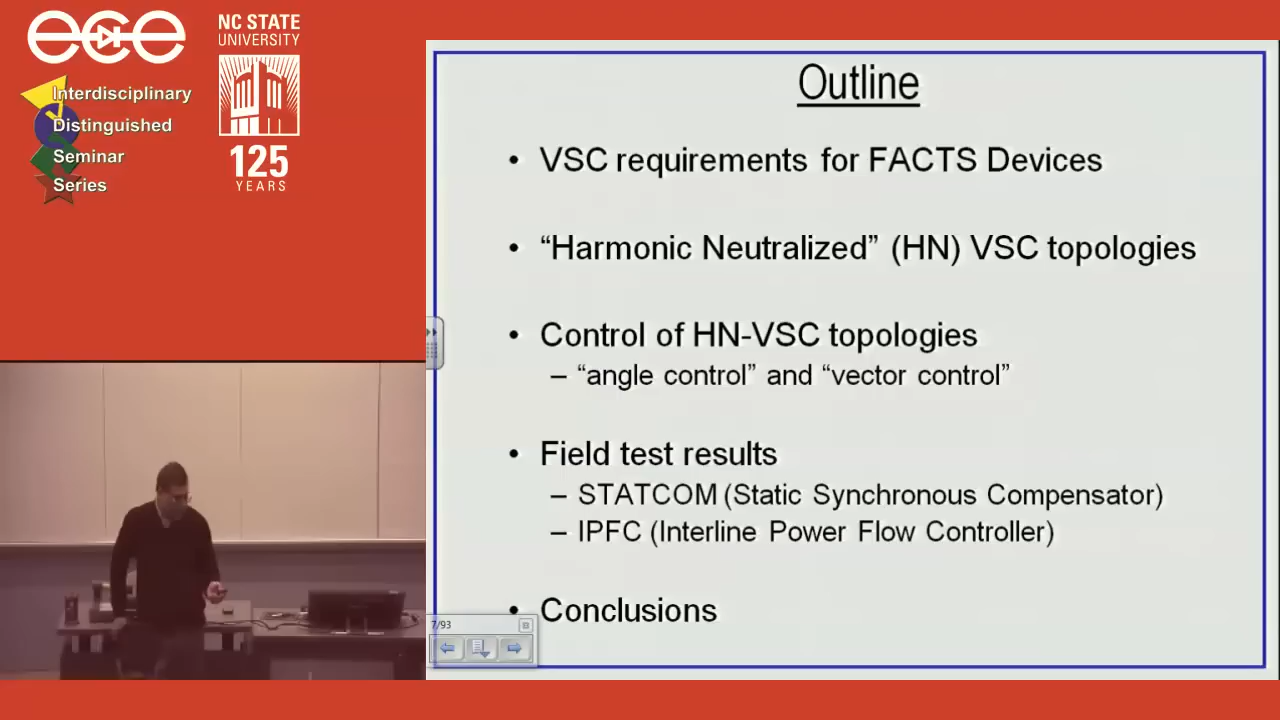 ece
NC STATE
UNIVERSITY
Interdisciplinary
Distinguished
Seminar
Series
125
YEARS
Outline
• VSC requirements for FACTS Devices
• “Harmonic Neutralized” (HN) VSC topologies
• Control of HN-VSC topologies
– “angle control” and “vector control”
• Field test results
– STATCOM (Static Synchronous Compensator)
– IPFC (Interline Power Flow Controller)
• Conclusions
7/93